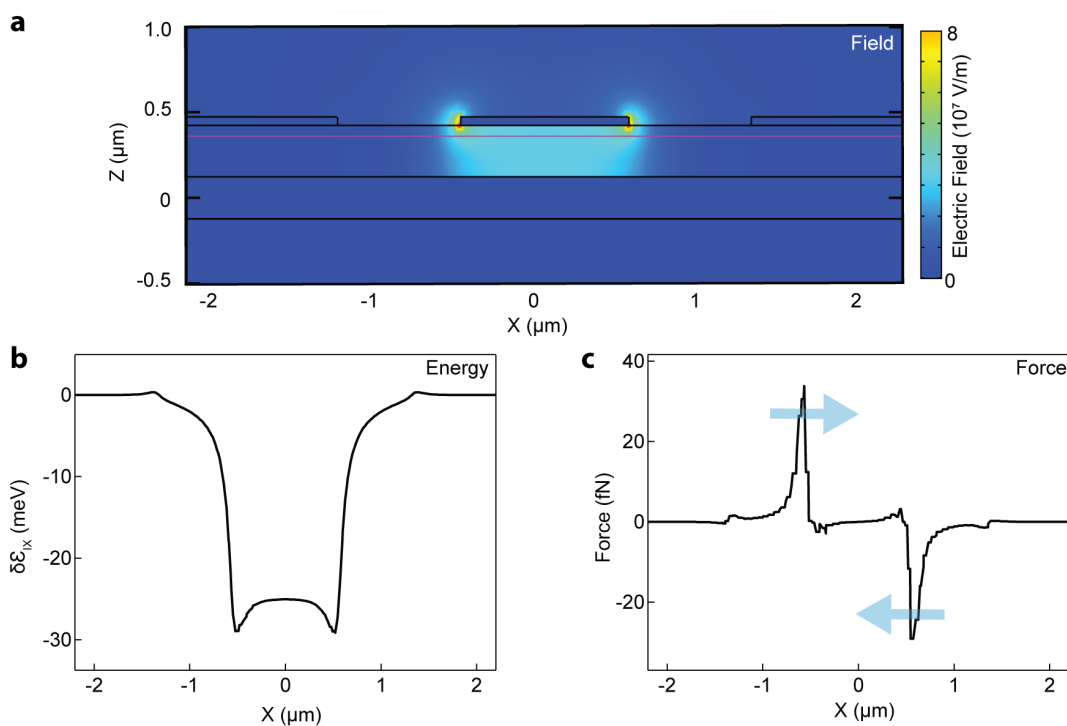 a
Field
1.0
0.5
0
-0.5
Z (μm)
-2
-1
0
1
2
X (μm)
8
0
Electric Field (10⁷ V/m)
b
Energy
0
-10
-20
-30
δℰIX (meV)
-2
-1
0
1
2
X (μm)
c
Force
40
20
0
-20
Force (fN)
-2
-1
0
1
2
X (μm)